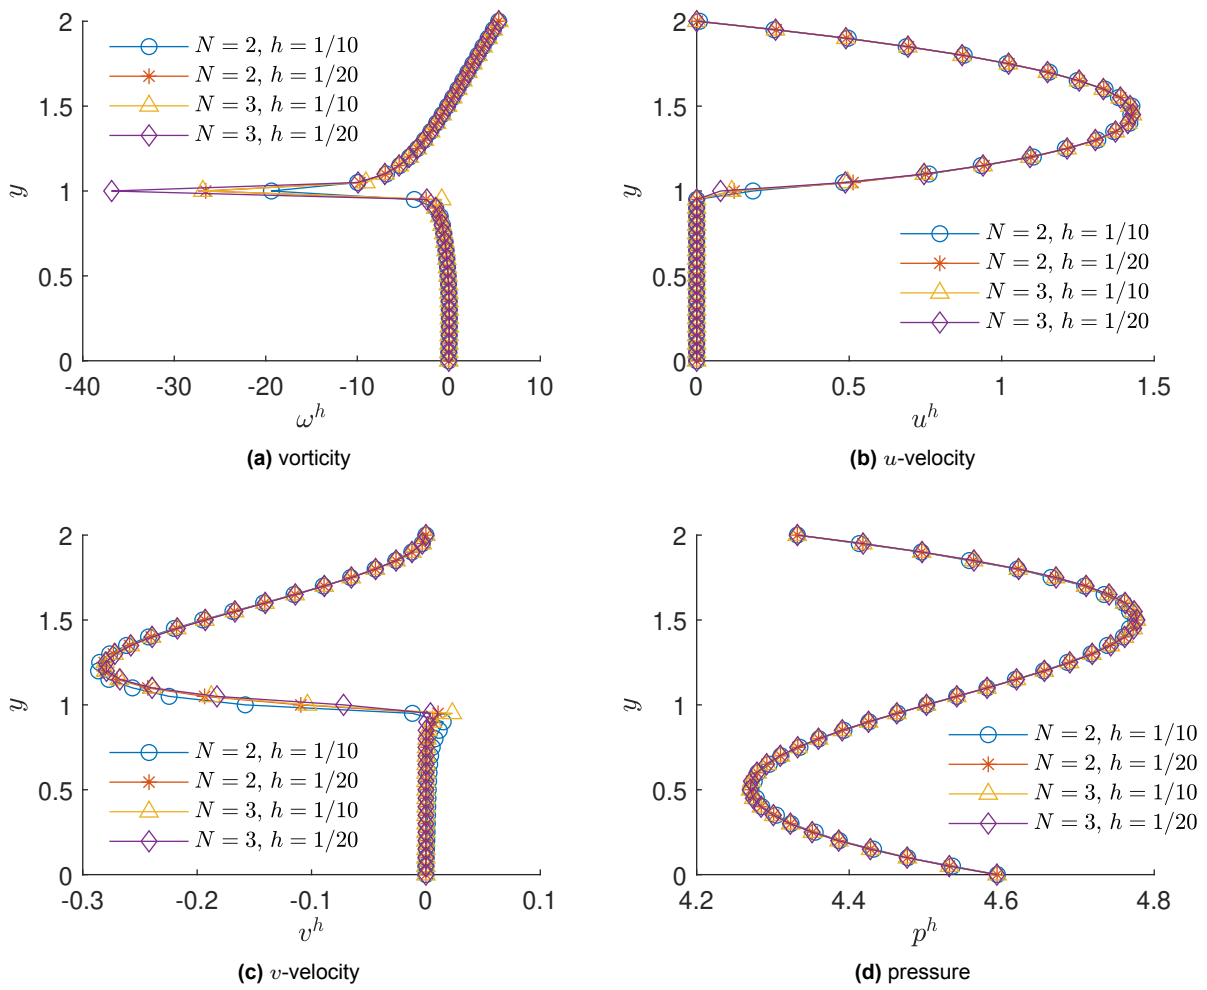 2
N = 2, h = 1/10
N = 2, h = 1/20
1.5
N = 3, h = 1/10
N = 3, h = 1/20
y
1
0.5
0
-40 -30 -20 -10 0 10
ω^h
(a) vorticity
2
1.5
y
1
N = 2, h = 1/10
N = 2, h = 1/20
0.5
N = 3, h = 1/10
N = 3, h = 1/20
0
0 0.5 1 1.5
u^h
(b) u-velocity
2
1.5
y
1
N = 2, h = 1/10
N = 2, h = 1/20
0.5
N = 3, h = 1/10
N = 3, h = 1/20
0
-0.3 -0.2 -0.1 0 0.1
v^h
(c) v-velocity
2
1.5
y
1
N = 2, h = 1/10
N = 2, h = 1/20
0.5
N = 3, h = 1/10
N = 3, h = 1/20
0
4.2 4.4 4.6 4.8
p^h
(d) pressure